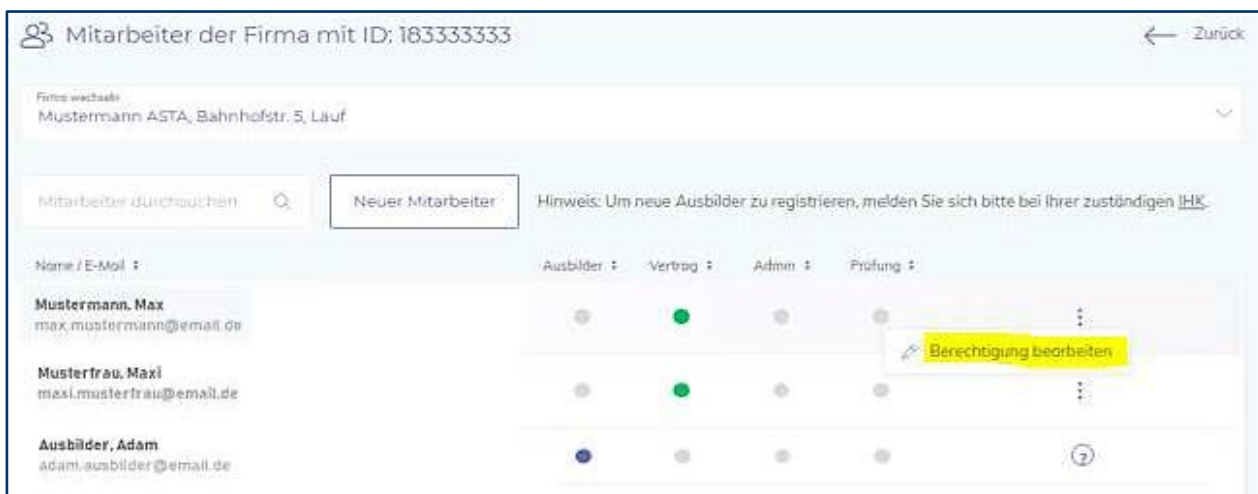 Mitarbeiter der Firma mit ID: 183333333
Zurück
Firma wechseln
Mustermann ASTA, Bahnhofstr. 5, Lauf
Mitarbeiter durchsuchen
Neuer Mitarbeiter
Hinweis: Um neue Ausbilder zu registrieren, melden Sie sich bitte bei Ihrer zuständigen IHK.
Name / E-Mail Ausbilder Vertrag Admin Prüfung
Mustermann, Max
max.mustermann@email.de
Berechtigung bearbeiten
Musterfrau, Maxi
maxi.musterfrau@email.de
Ausbilder, Adam
adam.ausbilder@email.de
?